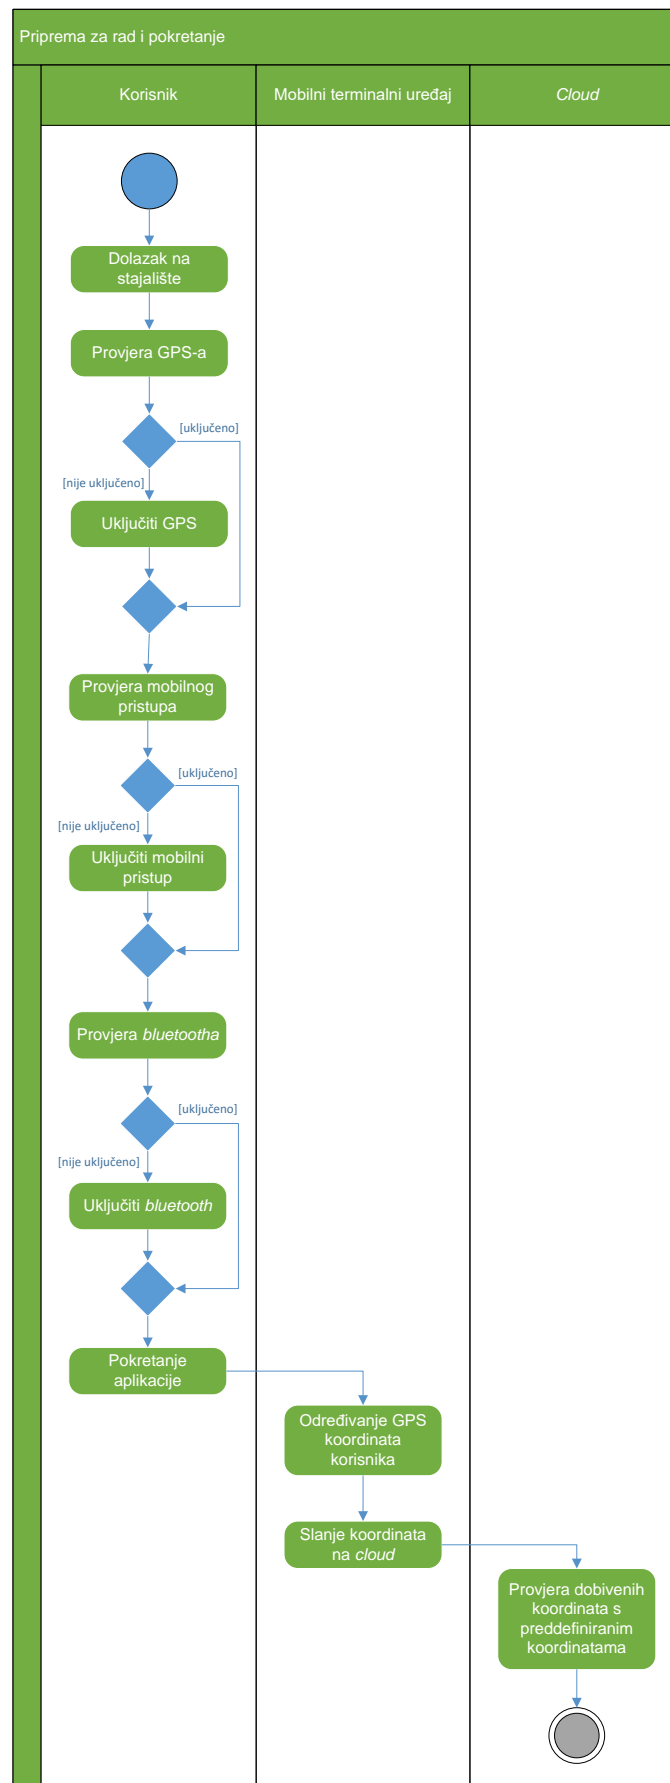 Priprema za rad i pokretanje
Korisnik
Mobilni terminalni uređaj
Cloud
Dolazak na
stajalište
Provjera GPS-a
[uključeno]
[nije uključeno]
Uključiti GPS
Provjera mobilnog
pristupa
[uključeno]
[nije uključeno]
Uključiti mobilni
pristup
Provjera bluetootha
[uključeno]
[nije uključeno]
Uključiti bluetooth
Pokretanje
aplikacije
Određivanje GPS
koordinata
korisnika
Slanje koordinata
na cloud
Provjera dobivenih
koordinata s
preddefiniranim
koordinatama